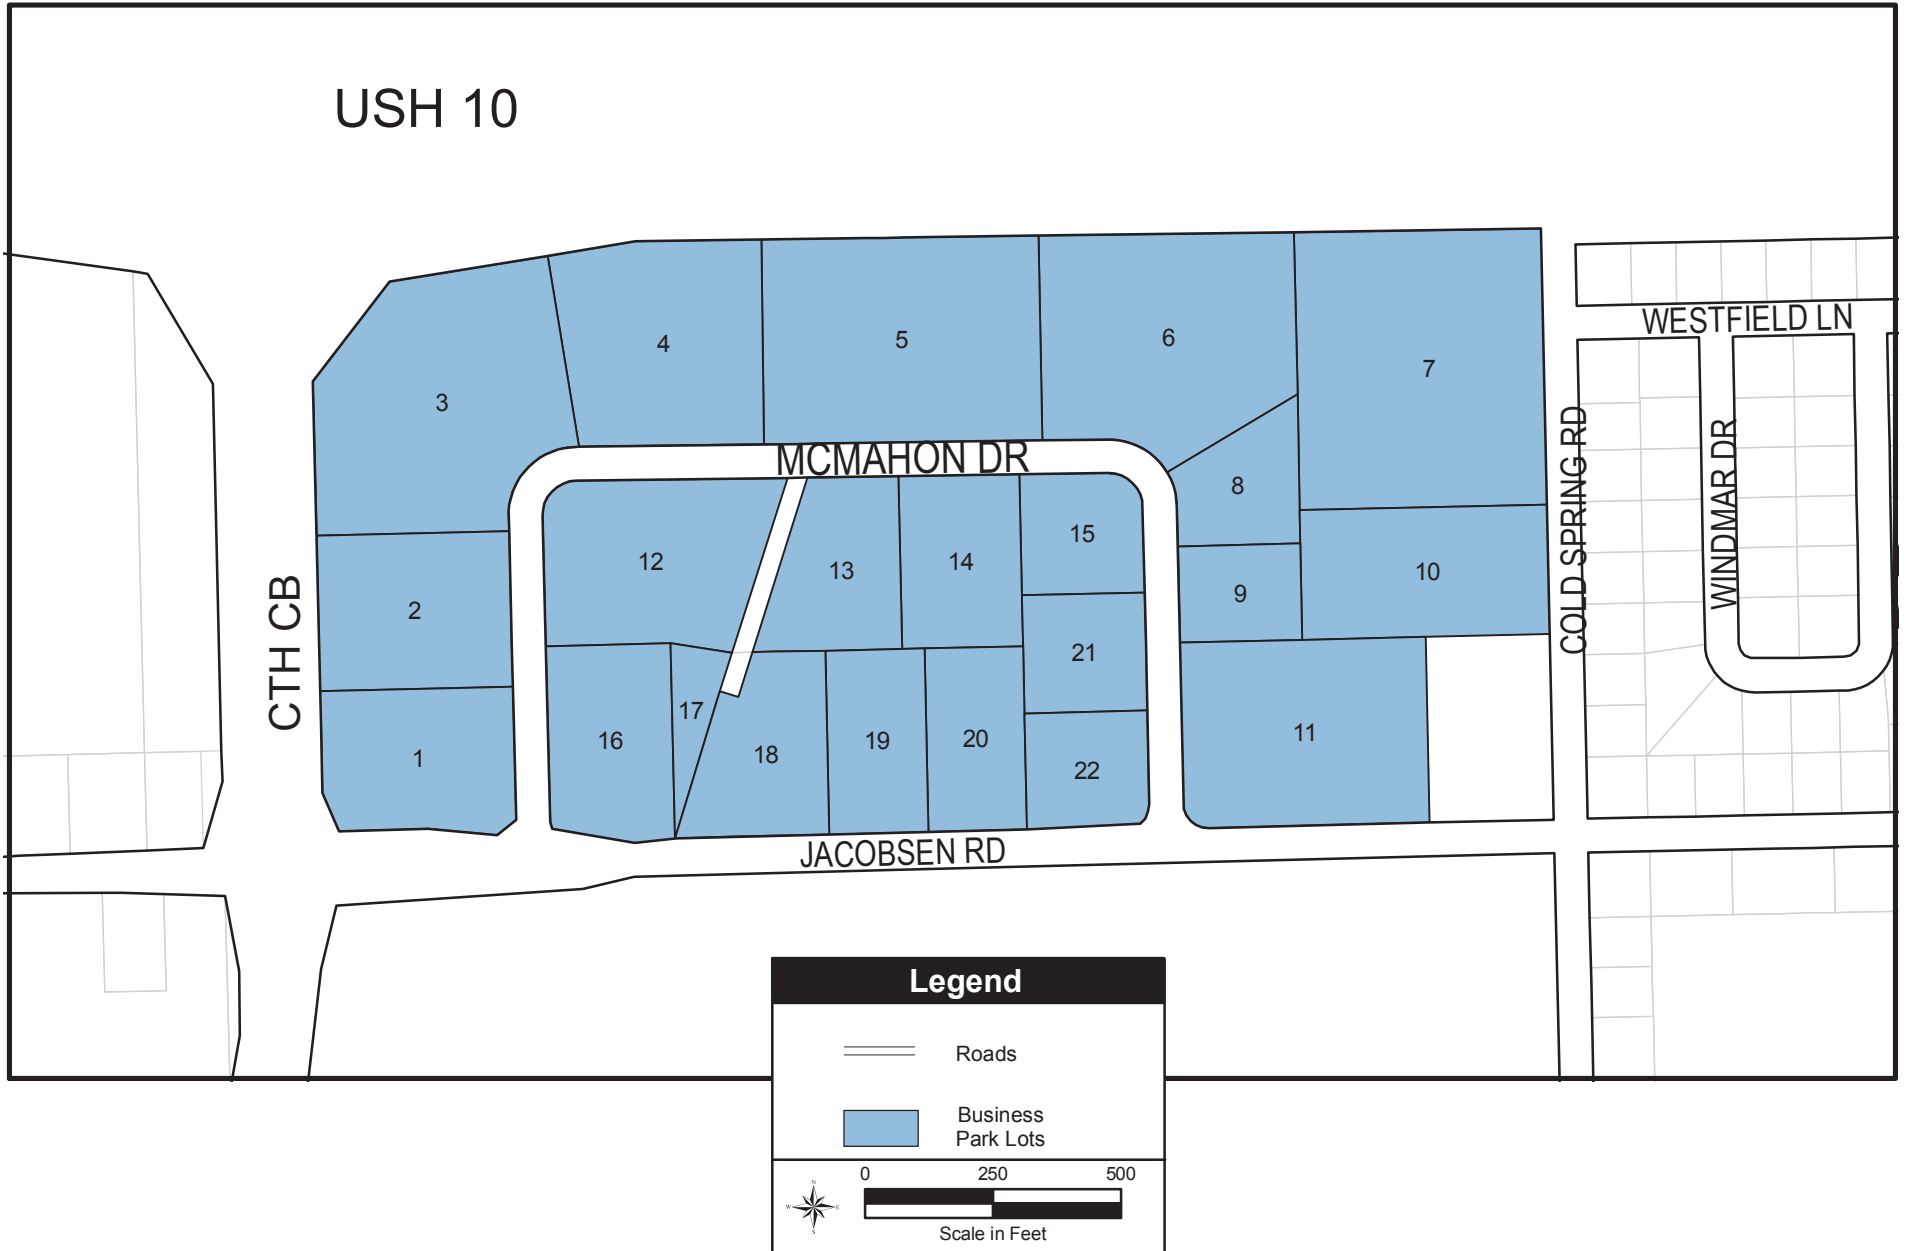 USH 10
WESTFIELD LN
4
5
6
7
3
MCMAHON DR
COLD SPRING RD
WINDMAR DR
8
15
12
13
14
10
9
2
CTH CB
21
17
16
18
19
20
11
1
22
JACOBSEN RD
Legend
Roads
Business
Park Lots
0 250 500
N
W E
S
Scale in Feet